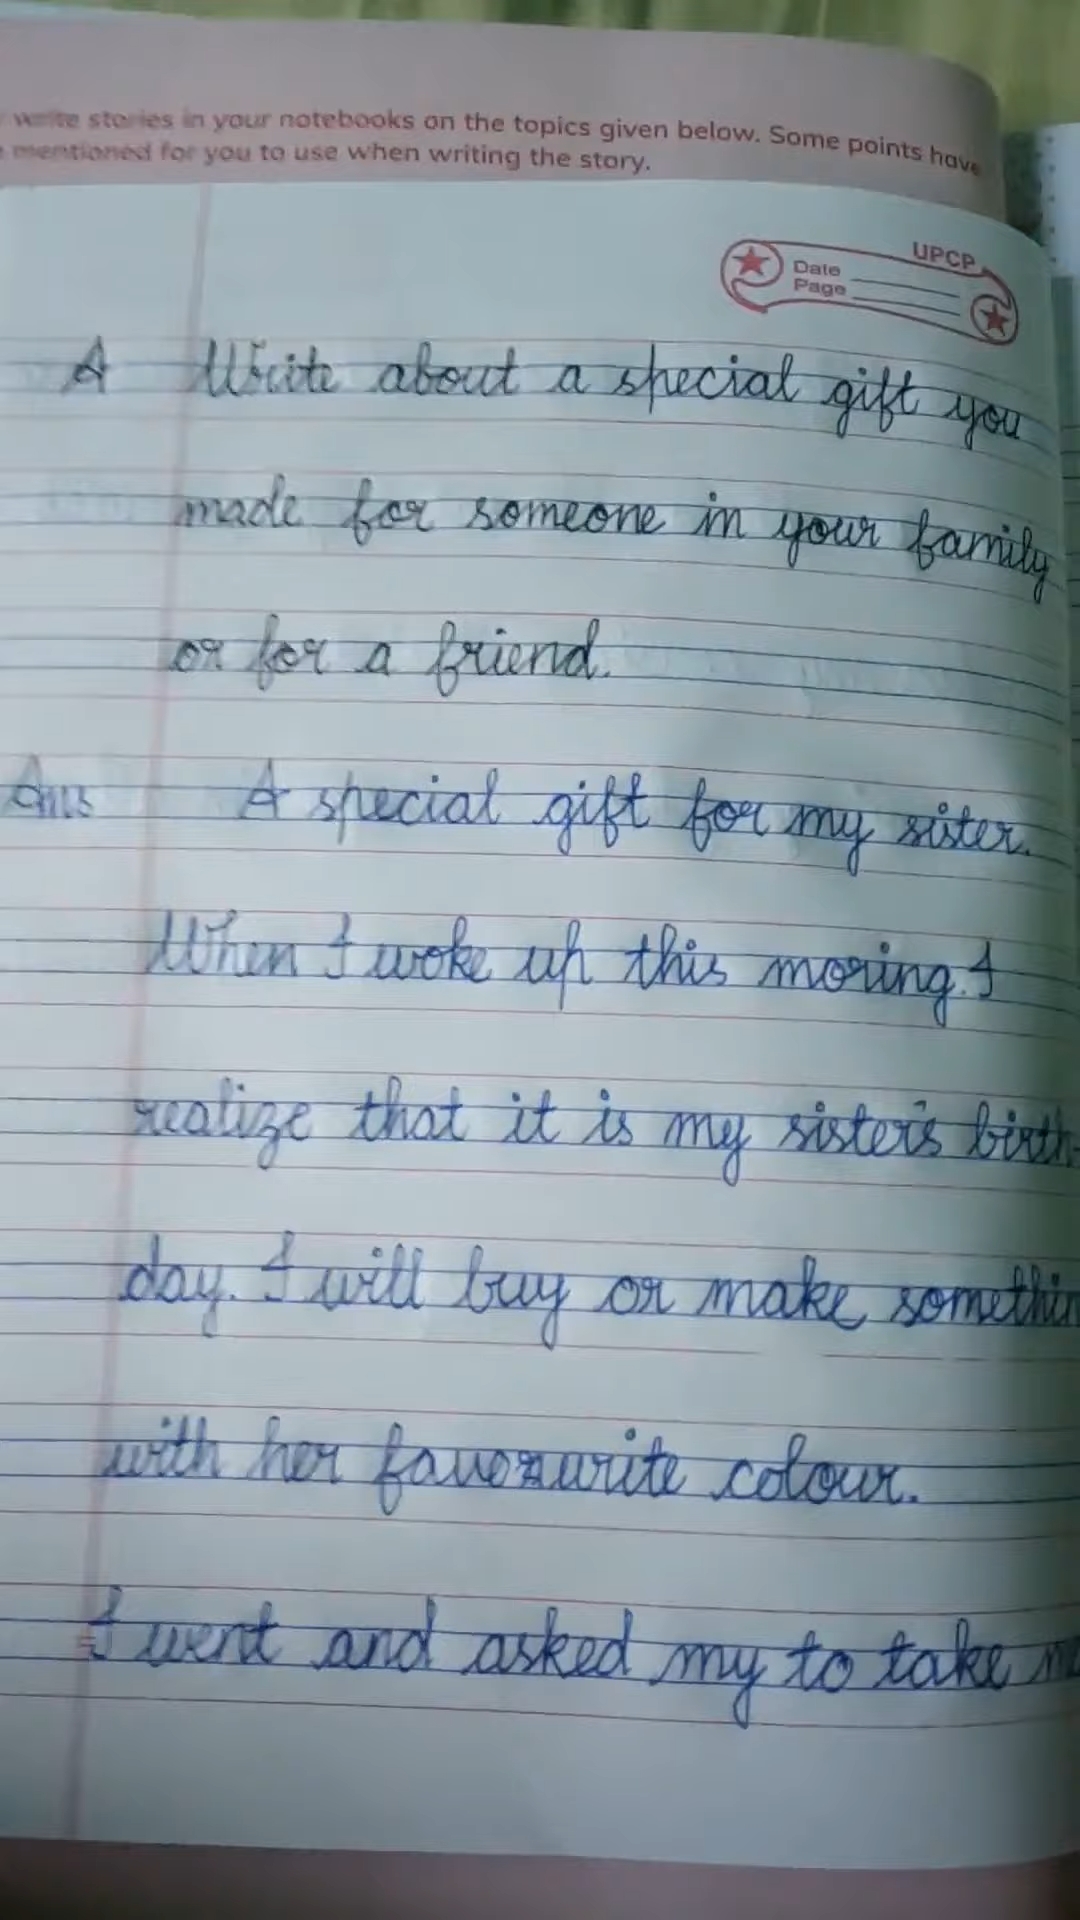 write stories in your notebooks on the topics given below. Some points have
mentioned for you to use when writing the story.
UPCP
Date
Page
A Write about a special gift you
made for someone in your family
or for a friend.
Ans A special gift for my sister.
When I woke up this moring. I
realize that it is my sister's birth-
day. I will buy or make somethin
with her favourite colour.
I went and asked my to take